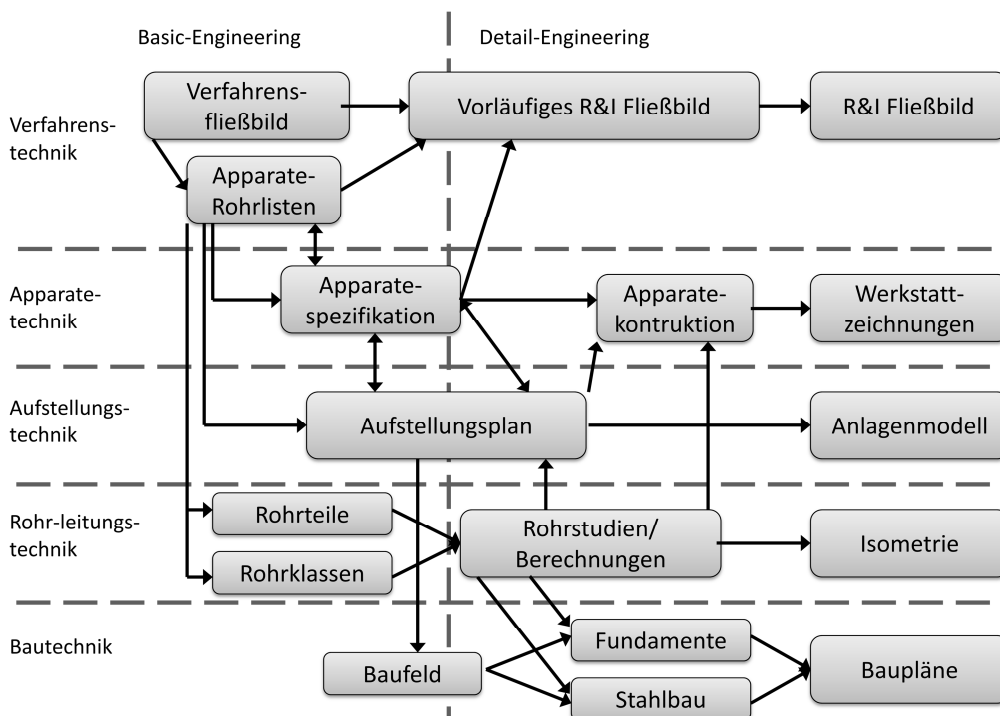 Basic-Engineering
Detail-Engineering
Verfahrens-
technik
Verfahrens-
fließbild
Vorläufiges R&I Fließbild
R&I Fließbild
Apparate-
Rohrlisten
Apparate-
technik
Apparate-
spezifikation
Apparate-
kontruktion
Werkstatt-
zeichnungen
Aufstellungs-
technik
Aufstellungsplan
Anlagenmodell
Rohr-leitungs-
technik
Rohrteile
Rohrklassen
Rohrstudien/
Berechnungen
Isometrie
Bautechnik
Baufeld
Fundamente
Stahlbau
Baupläne